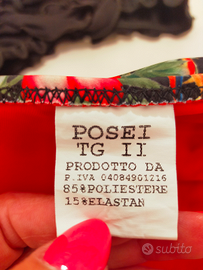 POSEI
TG II
PRODOTTO DA
P.IVA 04084901216
85%POLIESTERE
15%ELASTAN
subito